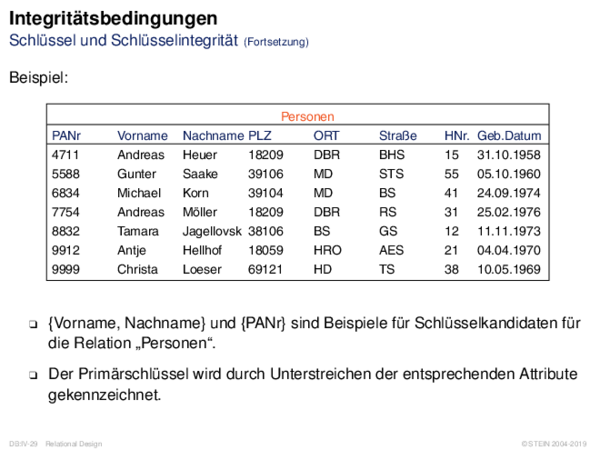 Integritätsbedingungen
Schlüssel und Schlüsselintegrität (Fortsetzung)
Beispiel:
Personen
PANr Vorname Nachname PLZ ORT Straße HNr. Geb.Datum
4711 Andreas Heuer 18209 DBR BHS 15 31.10.1958
5588 Gunter Saake 39106 MD STS 55 05.10.1960
6834 Michael Korn 39104 MD BS 41 24.09.1974
7754 Andreas Möller 18209 DBR RS 31 25.02.1976
8832 Tamara Jagellovsk 38106 BS GS 12 11.11.1973
9912 Antje Hellhof 18059 HRO AES 21 04.04.1970
9999 Christa Loeser 69121 HD TS 38 10.05.1969
❑ {Vorname, Nachname} und {PANr} sind Beispiele für Schlüsselkandidaten für
die Relation „Personen“.
❑ Der Primärschlüssel wird durch Unterstreichen der entsprechenden Attribute
gekennzeichnet.
DB:IV-29 Relational Design © STEIN 2004-2019